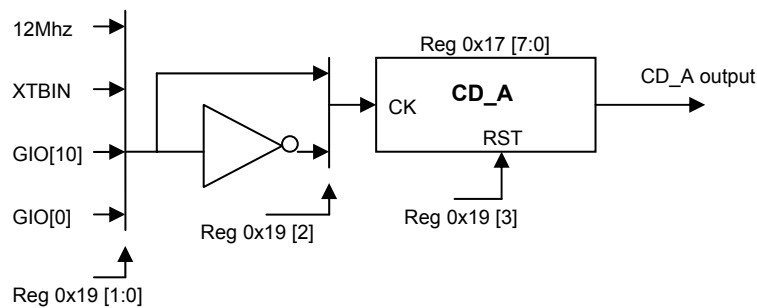 12Mhz
Reg 0x17 [7:0]
CD_A output
XTBIN
CD_A
CK
GIO[10]
RST
GIO[0]
Reg 0x19 [2]
Reg 0x19 [3]
Reg 0x19 [1:0]